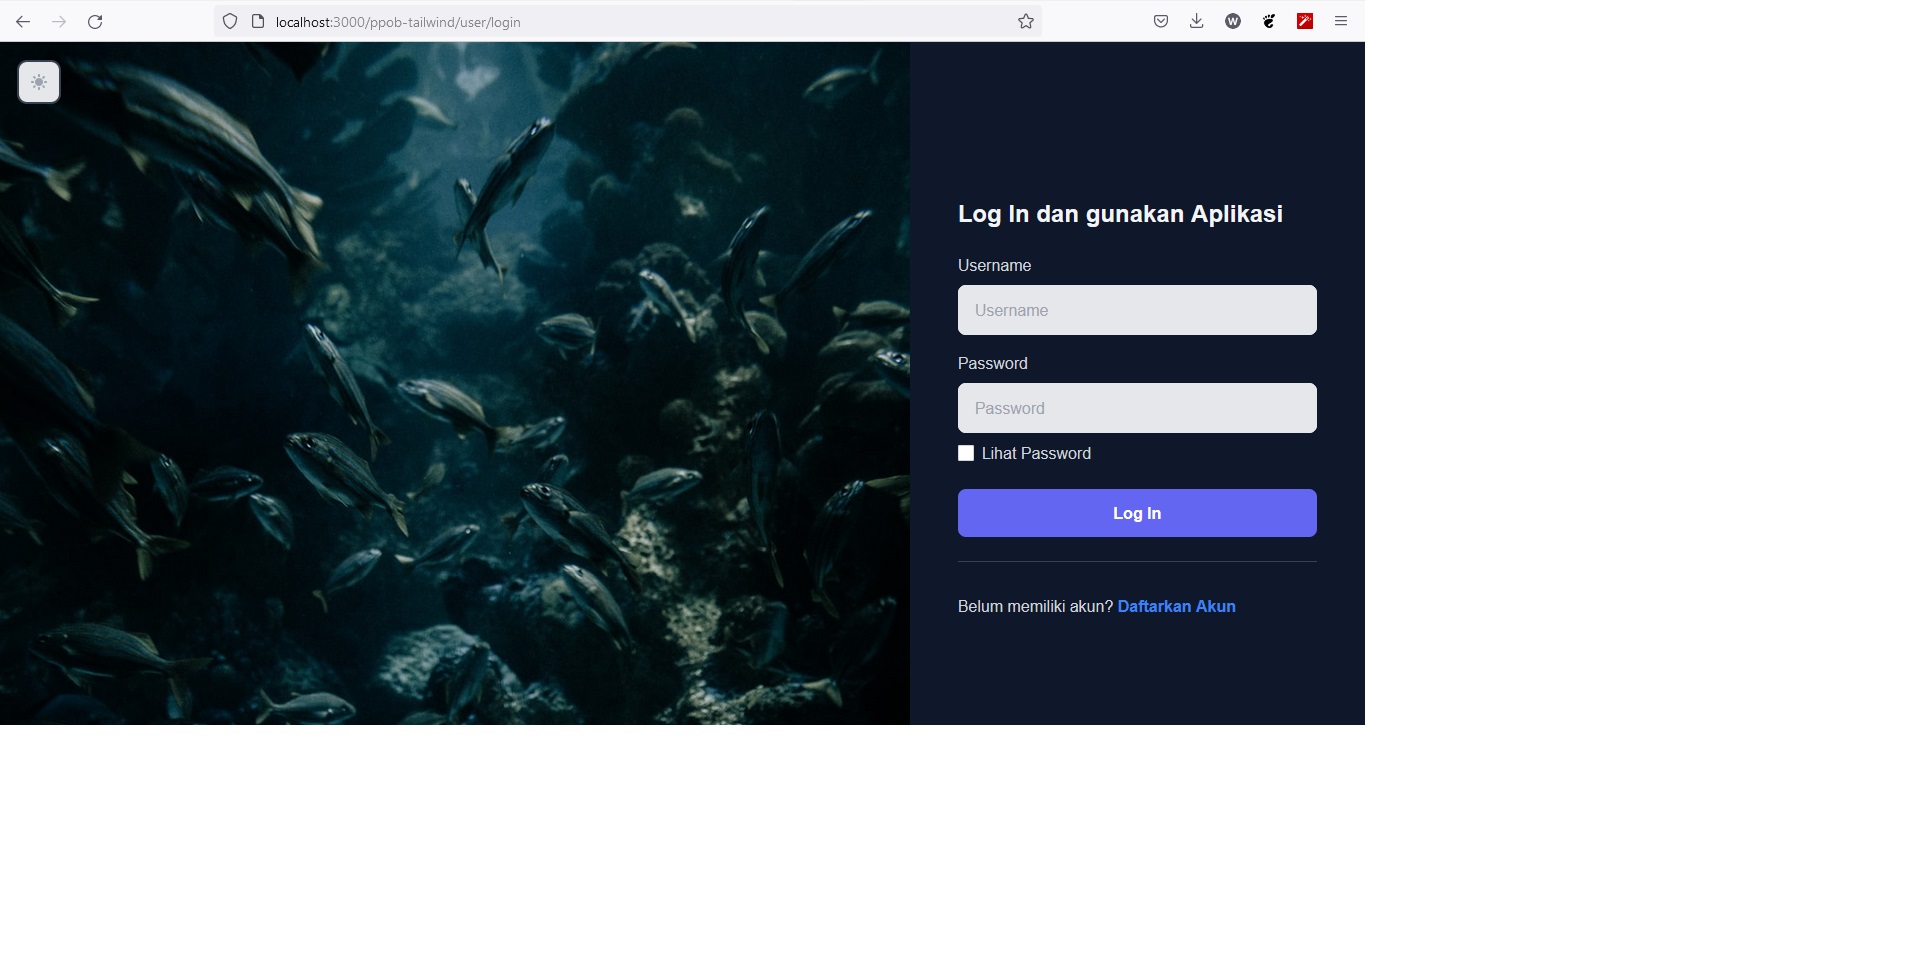 localhost:3000/ppob-tailwind/user/login
W
Log In dan gunakan Aplikasi
Username
Username
Password
Password
Lihat Password
Log In
Belum memiliki akun? Daftarkan Akun